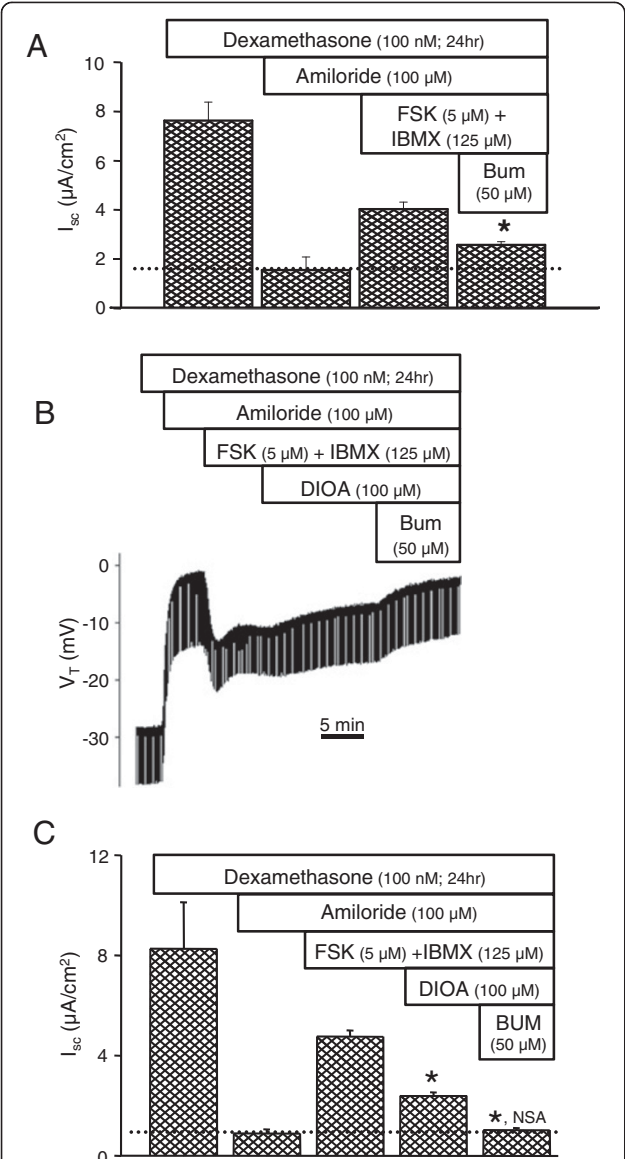 A
Dexamethasone (100 nM; 24hr)
Amiloride (100 µM)
FSK (5 µM) +
IBMX (125 µM)
Bum
(50 µM)
*
10
8
6
4
2
0
Isc (µA/cm²)
B
Dexamethasone (100 nM; 24hr)
Amiloride (100 µM)
FSK (5 µM) + IBMX (125 µM)
DIOA (100 µM)
Bum
(50 µM)
0
-10
-20
-30
VT (mV)
5 min
C
Dexamethasone (100 nM; 24hr)
Amiloride (100 µM)
FSK (5 µM) +IBMX (125 µM)
DIOA (100 µM)
BUM
(50 µM)
*
*, NSA
12
8
4
0
Isc (µA/cm²)